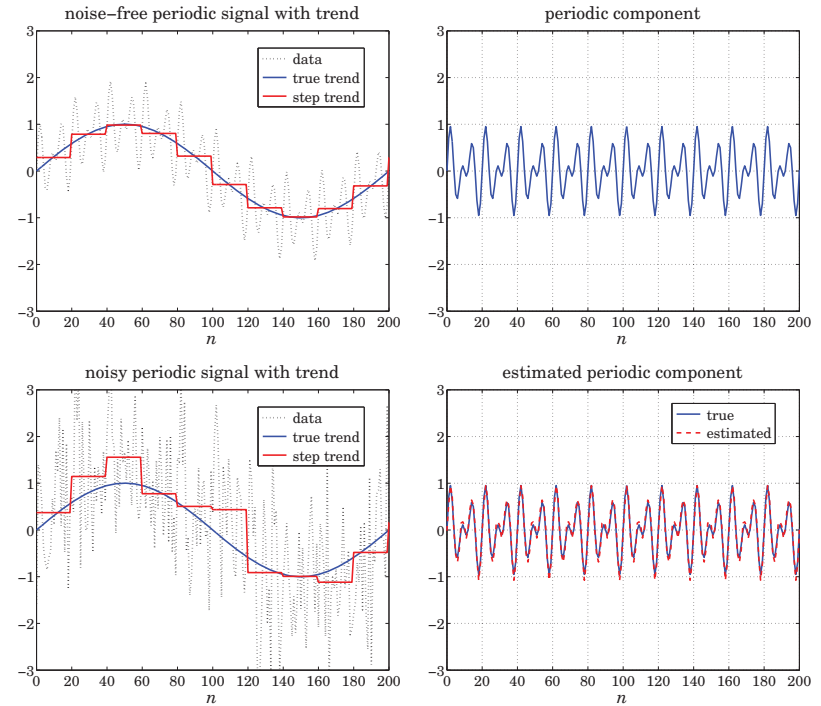 noise–free periodic signal with trend
3
2
1
0
−1
−2
−3
data
true trend
step trend
0 20 40 60 80 100 120 140 160 180 200
n
periodic component
3
2
1
0
−1
−2
−3
0 20 40 60 80 100 120 140 160 180 200
n
noisy periodic signal with trend
3
2
1
0
−1
−2
−3
data
true trend
step trend
0 20 40 60 80 100 120 140 160 180 200
n
estimated periodic component
3
2
1
0
−1
−2
−3
true
estimated
0 20 40 60 80 100 120 140 160 180 200
n